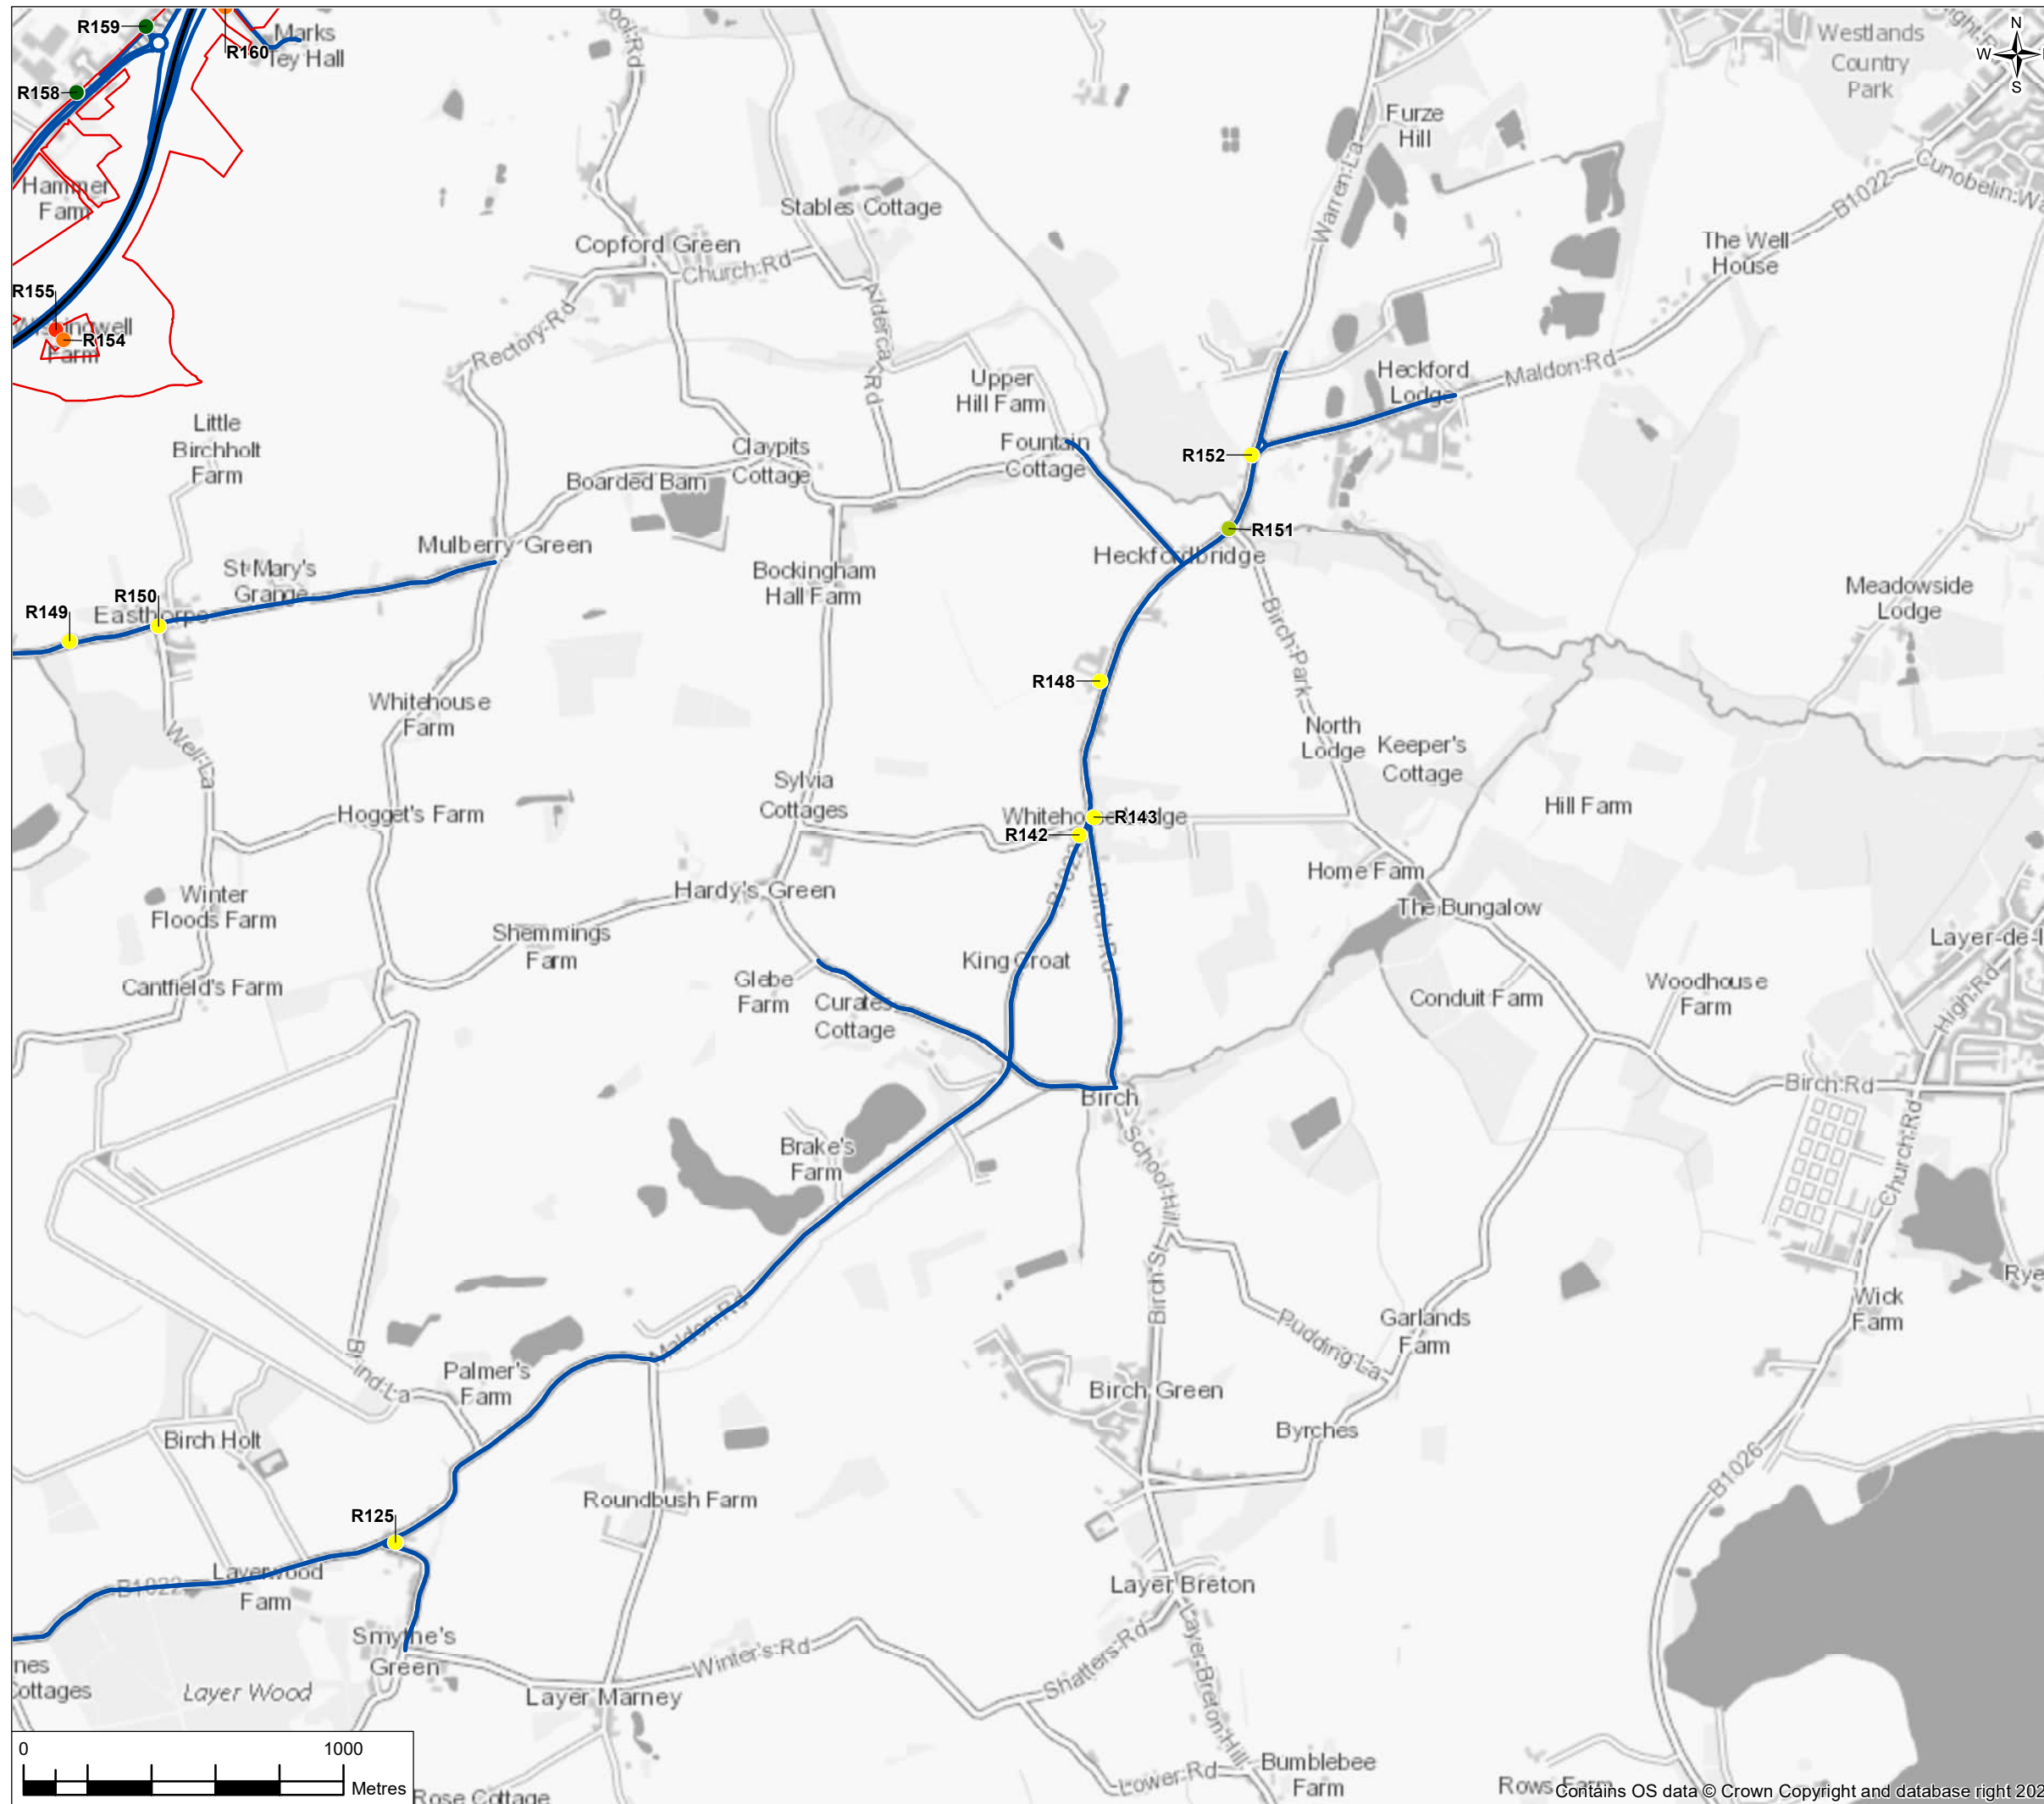 R159
R160
Marks
Tey Hall
Westlands
Country
Park
N
W
S
R158
Furze
Hill
Warren La
B1022
Cunobelin Wa
Hammer
Farm
Stables Cottage
Copford Green
Church Rd
The Well
House
R155
R154
Farm
Rectory Rd
Alderca
Rd
Upper
Hill Farm
Heckford
Lodge
Maldon Rd
Little
Birchholt
Farm
Fountain
Cottage
Claypits
Cottage
R152
Boarded Barn
R151
Mulberry Green
Heckfordbridge
St Mary's
Grange
Bockingham
Hall Farm
R150
R149
Easthorpe
Meadowside
Lodge
Birch Park
R148
Whitehouse
Farm
North
Lodge
Keeper's
Cottage
Well La
Sylvia
Cottages
Hogget's Farm
Hill Farm
R143
R142
B1022
Birch Rd
Home Farm
Winter
Floods Farm
Hardy's Green
The Bungalow
Shemmings
Farm
King Croat
Layer-de-l
Cantfield's Farm
Glebe
Farm
Curates
Cottage
Conduit Farm
Woodhouse
Farm
High Rd
Birch
Birch Rd
School Hill
Church Rd
Brake's
Farm
Birch St
Pudding La
Garlands
Farm
Rye
Wick
Farm
Maldon Rd
Blind La
Palmer's
Farm
Birch Green
Byrches
Birch Holt
B1026
Roundbush Farm
R125
Layerwood
Farm
B1022
Layer Breton
Smythe's
Green
nes
Cottages
Layer Wood
Winter's Rd
Shatters Rd
Layer Breton Hill
Layer Marney
0 1000
Metres
Rose Cottage
Lower Rd
Bumblebee
Farm
Rows Farm
Contains OS data © Crown Copyright and database right 202